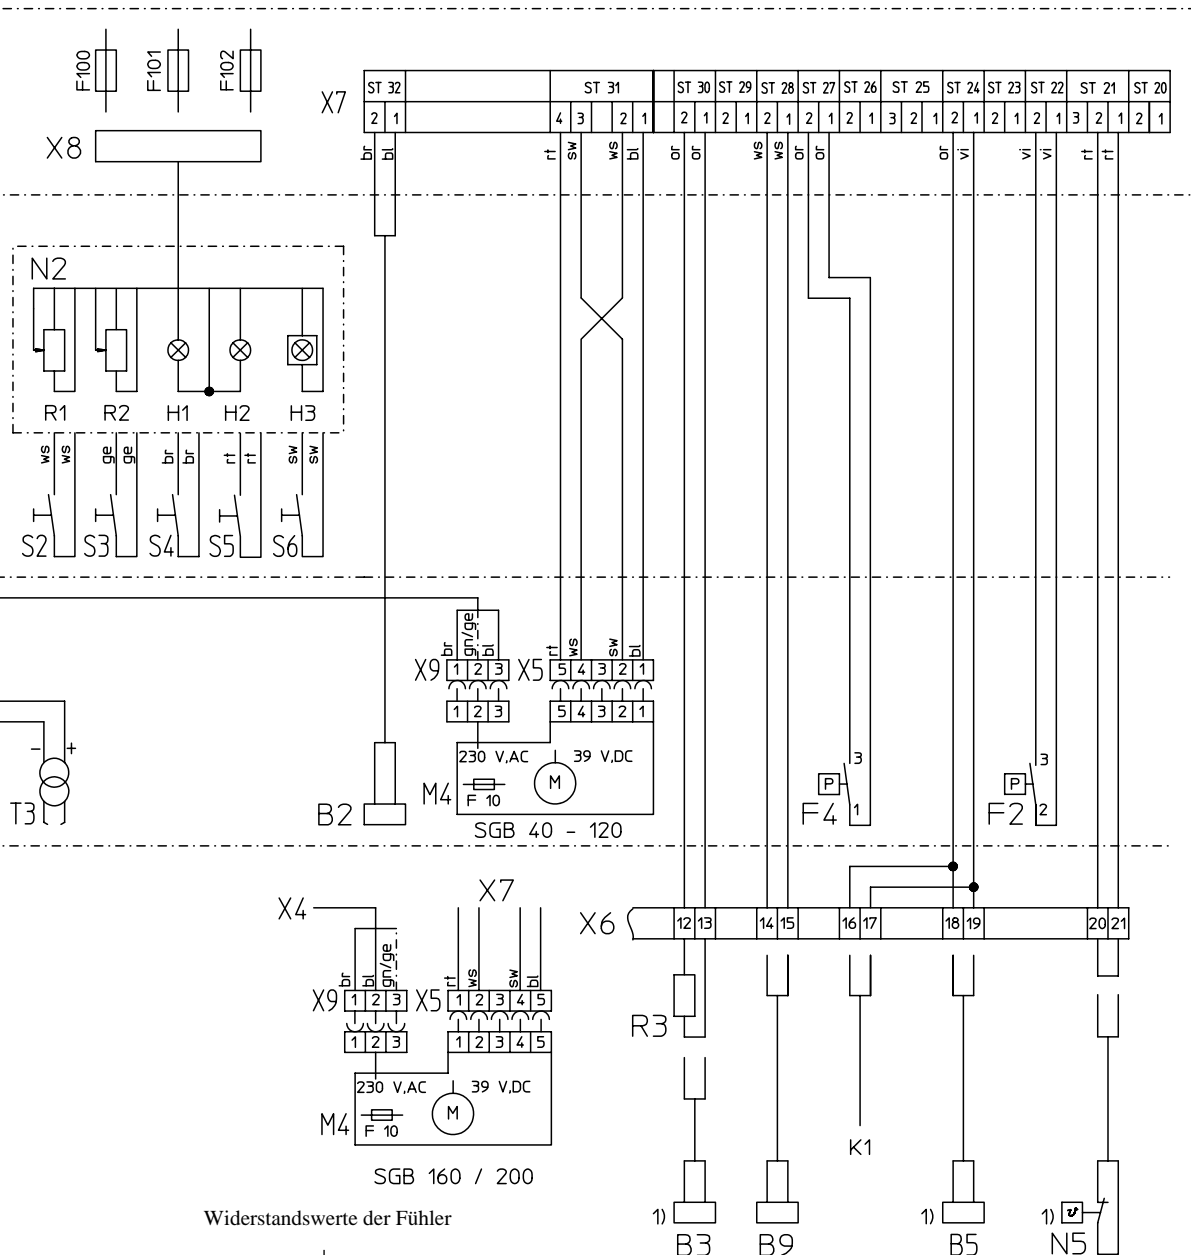 F100 F101 F102
X8
X7
ST 32 ST 31 ST 30 ST 29 ST 28 ST 27 ST 26 ST 25 ST 24 ST 23 ST 22 ST 21 ST 20
2 1 4 3 2 1 2 1 2 1 2 1 2 1 2 1 3 2 1 2 1 2 1 2 1 3 2 1 2 1
br bl rt sw ws bl or or ws ws or or or vi vi vi rt rt
N2
R1 R2 H1 H2 H3
ws ws ge ge br br rt rt sw sw
S2 S3 S4 S5 S6
br gn/ge bl rt ws sw bl
X9 1 2 3 X5 5 4 3 2 1
1 2 3 5 4 3 2 1
- +
T3
B2
230 V,AC 39 V,DC
M4 F 10 M
SGB 40 - 120
P 3
F4 1
P 3
F2 2
X4 X7
X6 12 13 14 15 16 17 18 19 20 21
br bl gn/ge rt ws sw bl
X9 1 2 3 X5 1 2 3 4 5
1 2 3 1 2 3 4 5
R3
230 V,AC 39 V,DC
M4 F 10 M
SGB 160 / 200
K1
Widerstandswerte der Fühler
1) 1) 1) ϑ
B3 B9 B5 N5